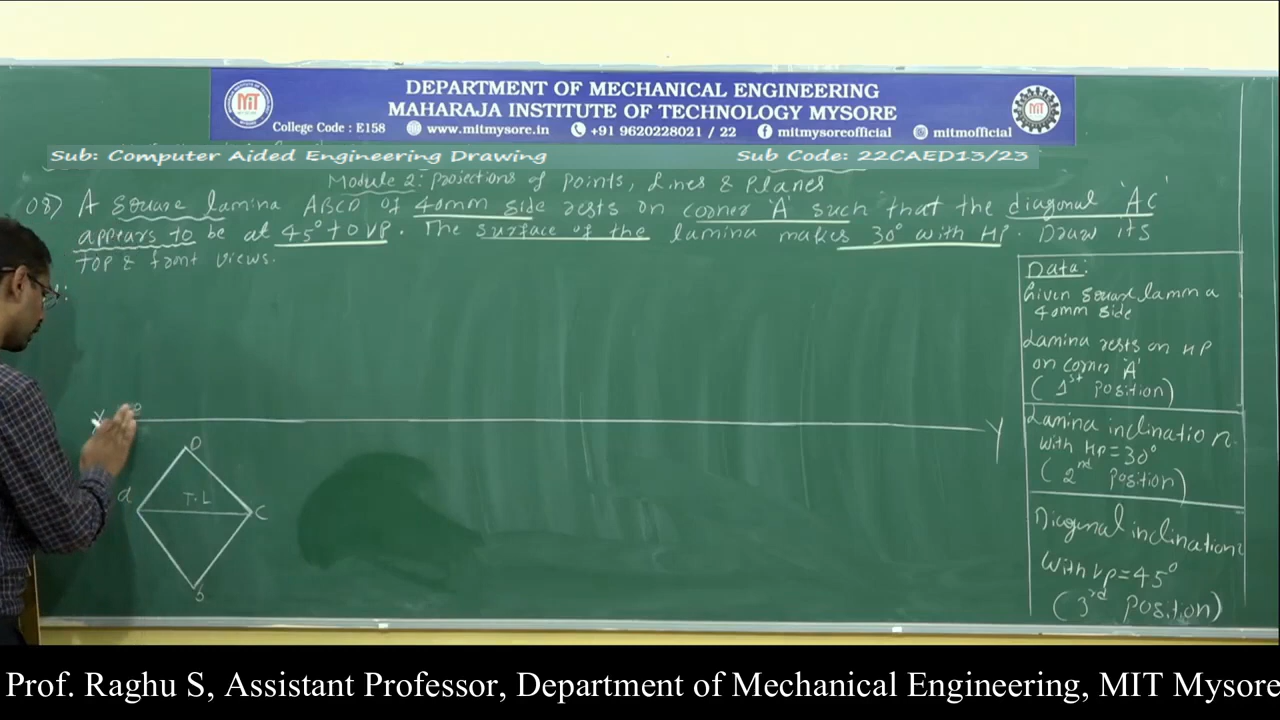 DEPARTMENT OF MECHANICAL ENGINEERING
MAHARAJA INSTITUTE OF TECHNOLOGY MYSORE
College Code : E158 www.mitmysore.in +91 9620228021 / 22 mitmysoreofficial mitmofficial
MIT
MIT
Sub: Computer Aided Engineering Drawing Sub Code: 22CAED13/23
Module 2: Projections of Points, Lines & Planes
08) A square lamina ABCD of 40mm side rests on corner 'A' such that the diagonal 'AC'
appears to be at 45° to VP. The surface of the lamina makes 30° with HP. Draw its
Top & front views.
Data:
Given square lamina
40mm side
Lamina rests on HP
on corner 'A'
(1st position)
Lamina inclination
with HP = 30°
(2nd position)
Diagonal inclination
with VP = 45°
(3rd position)
X
Y
D
a
T.L
C
b
Prof. Raghu S, Assistant Professor, Department of Mechanical Engineering, MIT Mysore